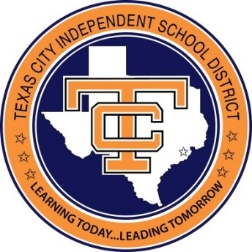 TEXAS CITY INDEPENDENT SCHOOL DISTRICT
TC
LEARNING TODAY...LEADING TOMORROW